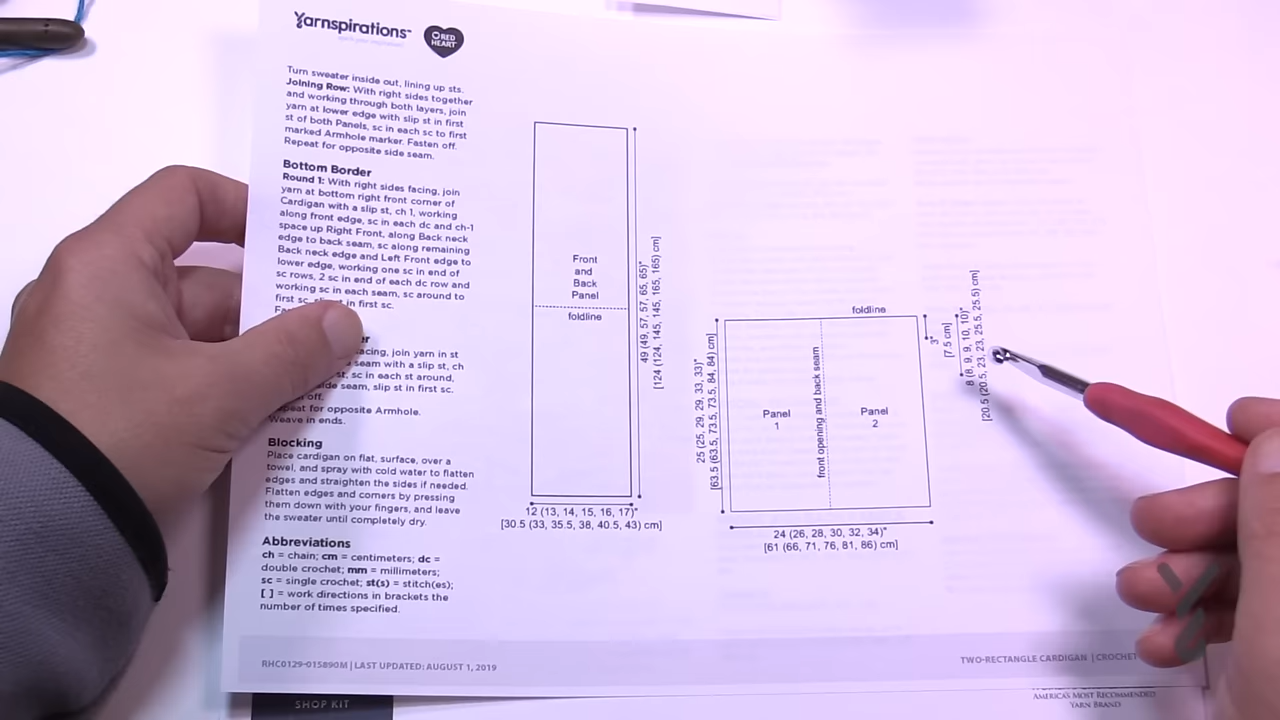 Yarnspirations™
RED
HEART
Turn sweater inside out, lining up sts.
Joining Row: With right sides together
and working through both layers, join
yarn at lower edge with slip st in first
st of both Panels, sc in each sc to first
marked Armhole marker. Fasten off.
Repeat for opposite side seam.
Bottom Border
Round 1: With right sides facing, join
yarn at bottom right front corner of
Cardigan with a slip st, ch 1, working
along front edge, sc in each dc and ch-1
space up Right Front, along Back neck
edge to back seam, sc along remaining
Back neck edge and Left Front edge to
lower edge, working one sc in end of
sc rows, 2 sc in end of each dc row and
working sc in each seam, sc around to
first sc, in first sc.
acing, join yarn in st
seam with a slip st, ch
st, sc in each st around,
side seam, slip st in first sc.
off.
Repeat for opposite Armhole.
Weave in ends.
Blocking
Place cardigan on flat, surface, over a
towel, and spray with cold water to flatten
edges and straighten the sides if needed.
Flatten edges and corners by pressing
them down with your fingers, and leave
the sweater until completely dry.
Abbreviations
ch = chain; cm = centimeters; dc =
double crochet; mm = millimeters;
sc = single crochet; st(s) = stitch(es);
[ ] = work directions in brackets the
number of times specified.
Front
and
Back
Panel
foldline
49 (49, 57, 57, 65, 65)"
[124 (124, 145, 145, 165, 165) cm]
12 (13, 14, 15, 16, 17)"
[30.5 (33, 35.5, 38, 40.5, 43) cm]
foldline
25 (25, 29, 29, 33, 33)"
[63.5 (63.5, 73.5, 73.5, 84, 84) cm]
Panel
1
front opening and back seam
Panel
2
3"
[7.5 cm]
8 (8, 9, 9, 10, 10)"
[20.5 (20.5, 23, 23, 25.5, 25.5) cm]
24 (26, 28, 30, 32, 34)"
[61 (66, 71, 76, 81, 86) cm]
RHC0129-015890M | LAST UPDATED: AUGUST 1, 2019
TWO-RECTANGLE CARDIGAN | CROCHET
SHOP KIT
AMERICA'S MOST RECOMMENDED
YARN BRAND